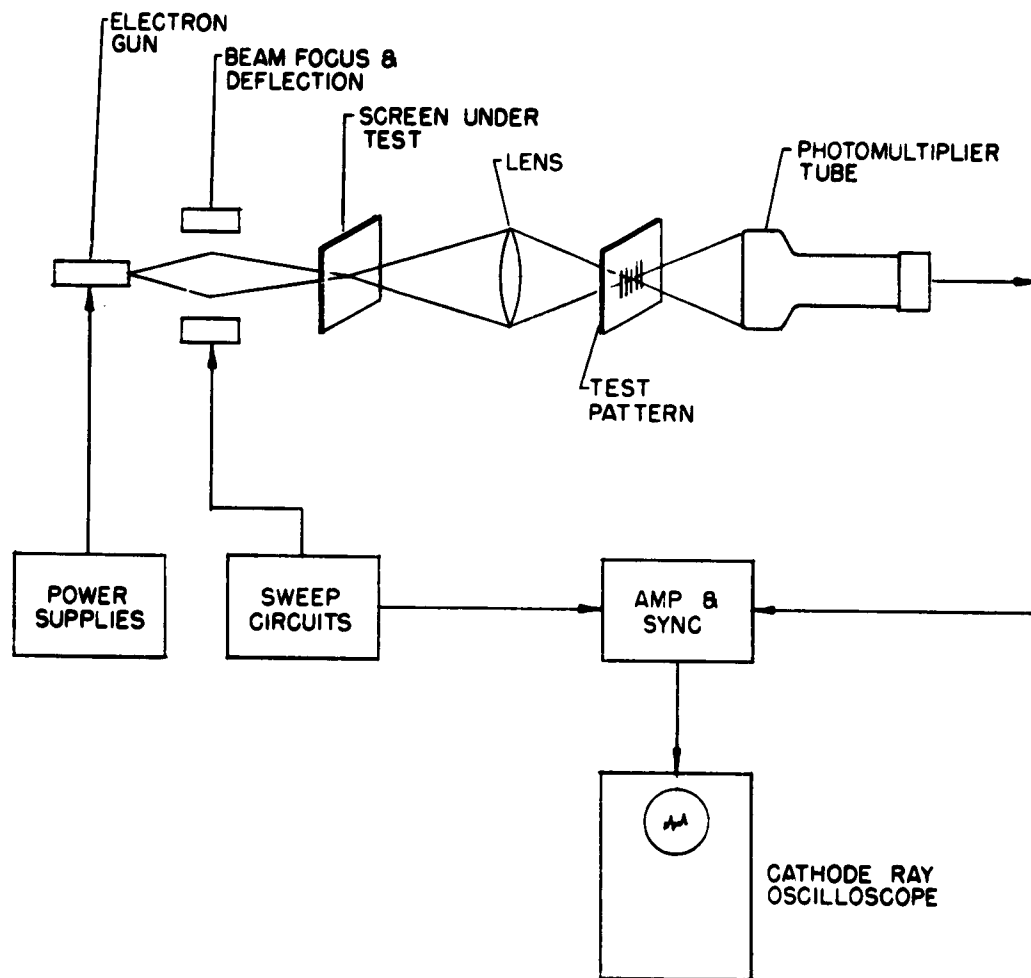 ELECTRON
GUN
BEAM FOCUS &
DEFLECTION
SCREEN UNDER
TEST
LENS
PHOTOMULTIPLIER
TUBE
TEST
PATTERN
POWER
SUPPLIES
SWEEP
CIRCUITS
AMP &
SYNC
CATHODE RAY
OSCILLOSCOPE